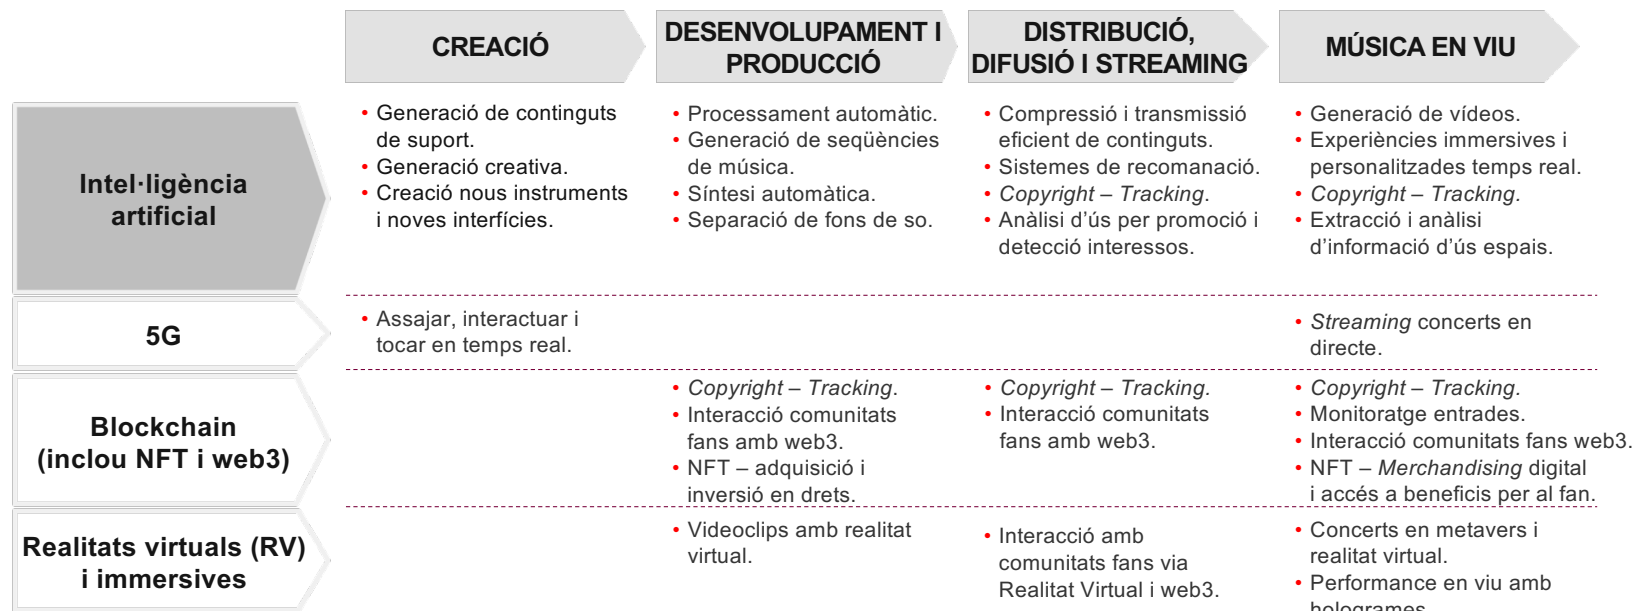 CREACIÓ
DESENVOLUPAMENT I
PRODUCCIÓ
DISTRIBUCIÓ,
DIFUSIÓ I STREAMING
MÚSICA EN VIU
Intel·ligència
artificial
• Generació de continguts
de suport.
• Generació creativa.
• Creació nous instruments
i noves interfícies.
• Processament automàtic.
• Generació de seqüències
de música.
• Síntesi automàtica.
• Separació de fons de so.
• Compressió i transmissió
eficient de continguts.
• Sistemes de recomanació.
• Copyright – Tracking.
• Anàlisi d’ús per promoció i
detecció interessos.
• Generació de vídeos.
• Experiències immersives i
personalitzades temps real.
• Copyright – Tracking.
• Extracció i anàlisi
d’informació d’ús espais.
5G
• Assajar, interactuar i
tocar en temps real.
• Streaming concerts en
directe.
Blockchain
(inclou NFT i web3)
• Copyright – Tracking.
• Interacció comunitats
fans amb web3.
• NFT – adquisició i
inversió en drets.
• Copyright – Tracking.
• Interacció comunitats
fans amb web3.
• Copyright – Tracking.
• Monitoratge entrades.
• Interacció comunitats fans web3.
• NFT – Merchandising digital
i accés a beneficis per al fan.
Realitats virtuals (RV)
i immersives
• Videoclips amb realitat
virtual.
• Interacció amb
comunitats fans via
Realitat Virtual i web3.
• Concerts en metavers i
realitat virtual.
• Performance en viu amb
hologrames.